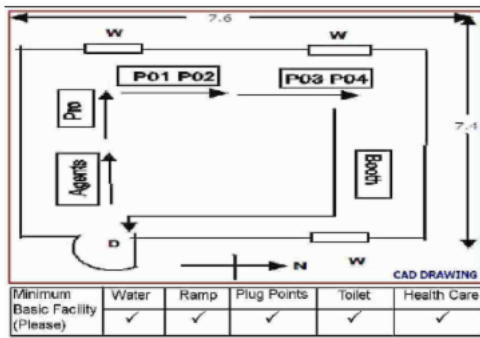 7.6
W W
P01 P02 P03 P04
Pro
7.4
Agents
Booth
D
N W
CAD DRAWING
Minimum Basic Facility (Please) Water Ramp Plug Points Toilet Health Care
✓ ✓ ✓ ✓ ✓